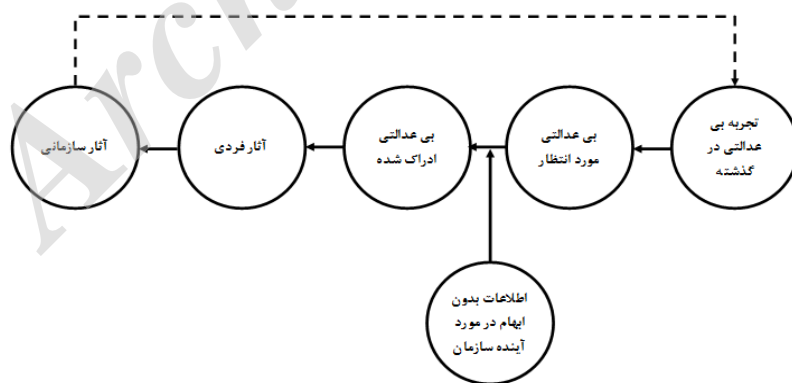 تجربه بی
عدالتی در
گذشته
بی عدالتی
مورد انتظار
بی عدالتی
ادراک شده
آثار فردی
آثار سازمانی
اطلاعات بدون
ابهام در مورد
آینده سازمان